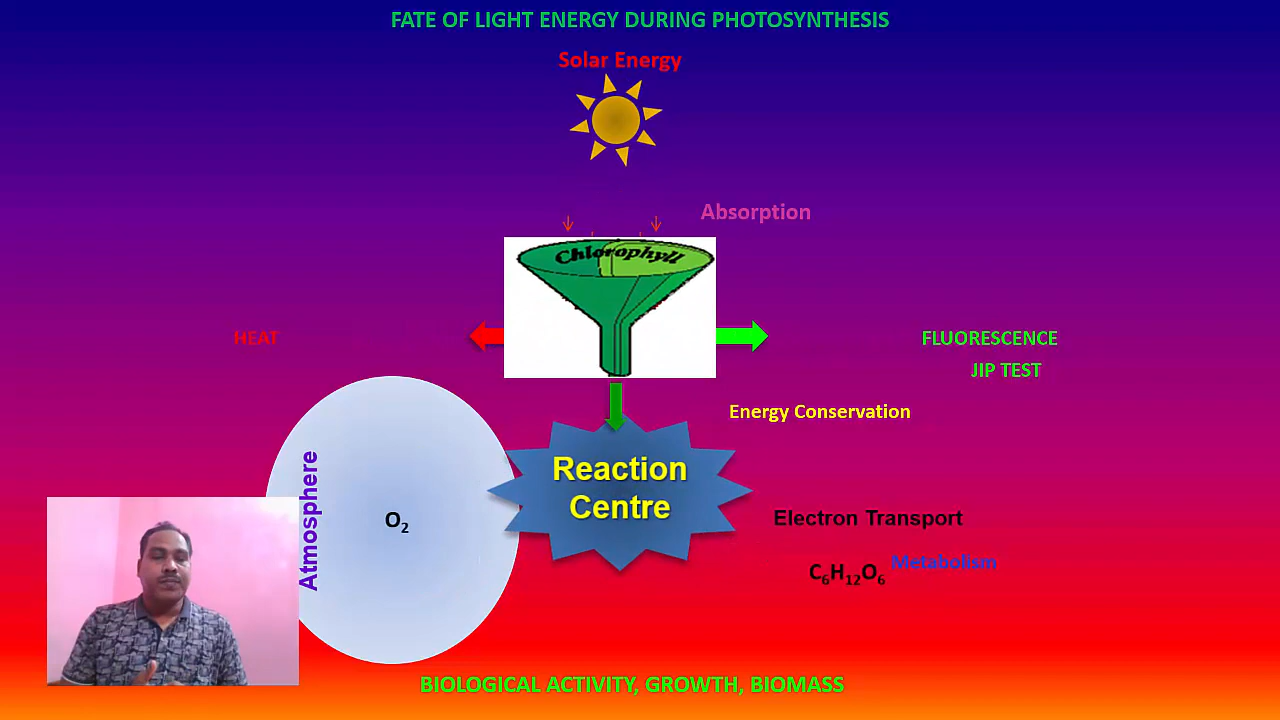 FATE OF LIGHT ENERGY DURING PHOTOSYNTHESIS
Solar Energy
Absorption
Chlorophyll
HEAT
FLUORESCENCE
JIP TEST
Energy Conservation
Reaction
Centre
Atmosphere
O₂
Electron Transport
Metabolism
C₆H₁₂O₆
BIOLOGICAL ACTIVITY, GROWTH, BIOMASS